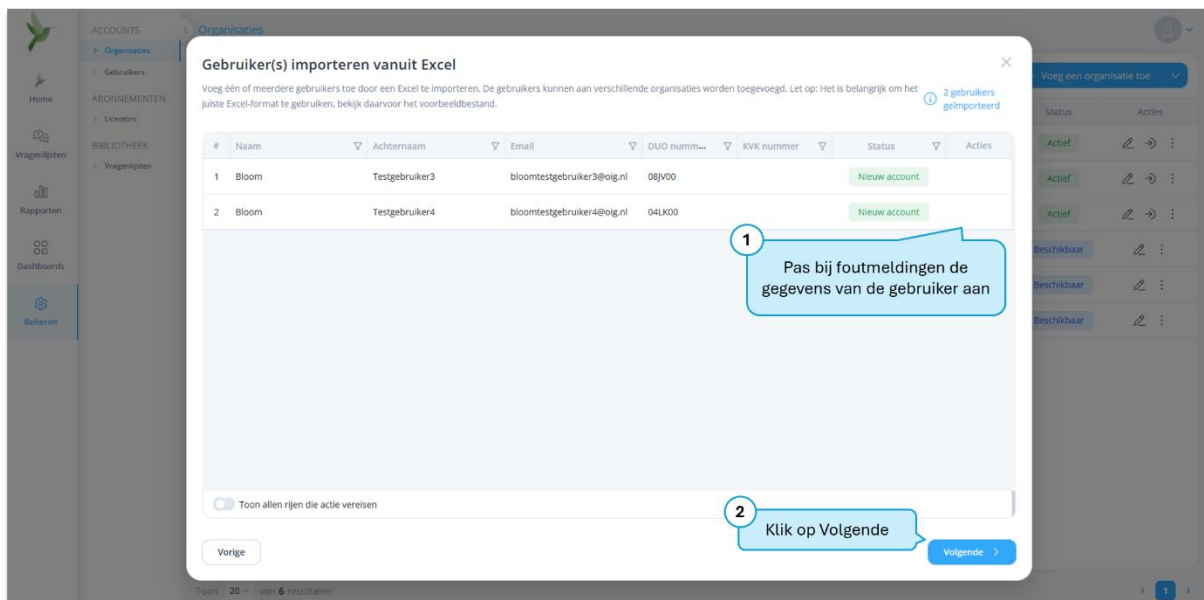 ACCOUNTS
Organisaties
Gebruikers
ABONNEMENTEN
Licenties
BIBLIOTHEEK
Vragenlijsten
Home
Vragenlijsten
Rapporten
Dashboards
Beheren
Organisaties
Voeg een organisatie toe
Status Acties
Actief
Actief
Actief
Beschikbaar
Beschikbaar
Beschikbaar
Gebruiker(s) importeren vanuit Excel
Voeg één of meerdere gebruikers toe door een Excel te importeren. De gebruikers kunnen aan verschillende organisaties worden toegevoegd. Let op: Het is belangrijk om het
juiste Excel-format te gebruiken, bekijk daarvoor het voorbeeldbestand.
2 gebruikers
geïmporteerd
# Naam Achternaam Email DUO numm... KVK nummer Status Acties
1 Bloom Testgebruiker3 bloomtestgebruiker3@oig.nl 08JV00 Nieuw account
2 Bloom Testgebruiker4 bloomtestgebruiker4@oig.nl 04LK00 Nieuw account
1
Pas bij foutmeldingen de
gegevens van de gebruiker aan
Toon allen rijen die actie vereisen
2
Klik op Volgende
Vorige
Volgende
Toon 20 van 6 resultaten
1